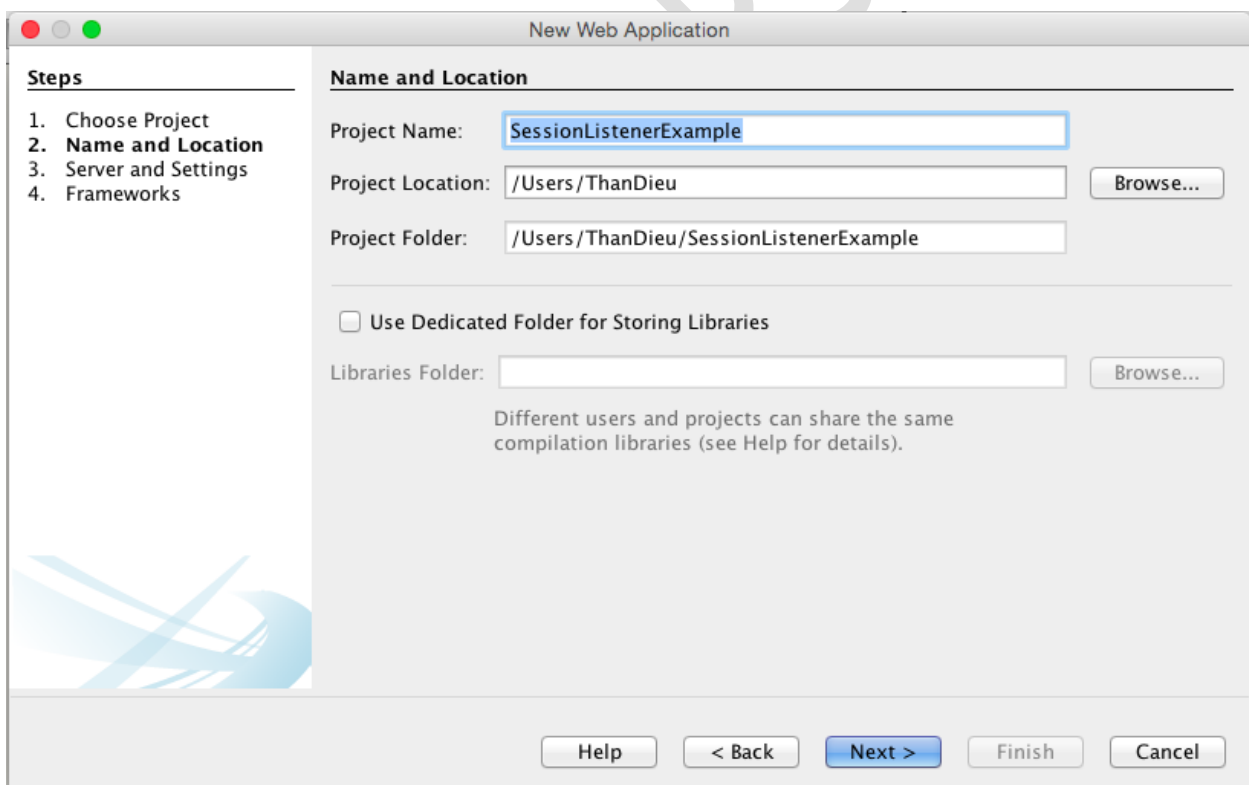 New Web Application
Steps
1. Choose Project
2. Name and Location
3. Server and Settings
4. Frameworks
Name and Location
Project Name: SessionListenerExample
Project Location: /Users/ThanDieu Browse...
Project Folder: /Users/ThanDieu/SessionListenerExample
Use Dedicated Folder for Storing Libraries
Libraries Folder: Browse...
Different users and projects can share the same
compilation libraries (see Help for details).
Help < Back Next > Finish Cancel